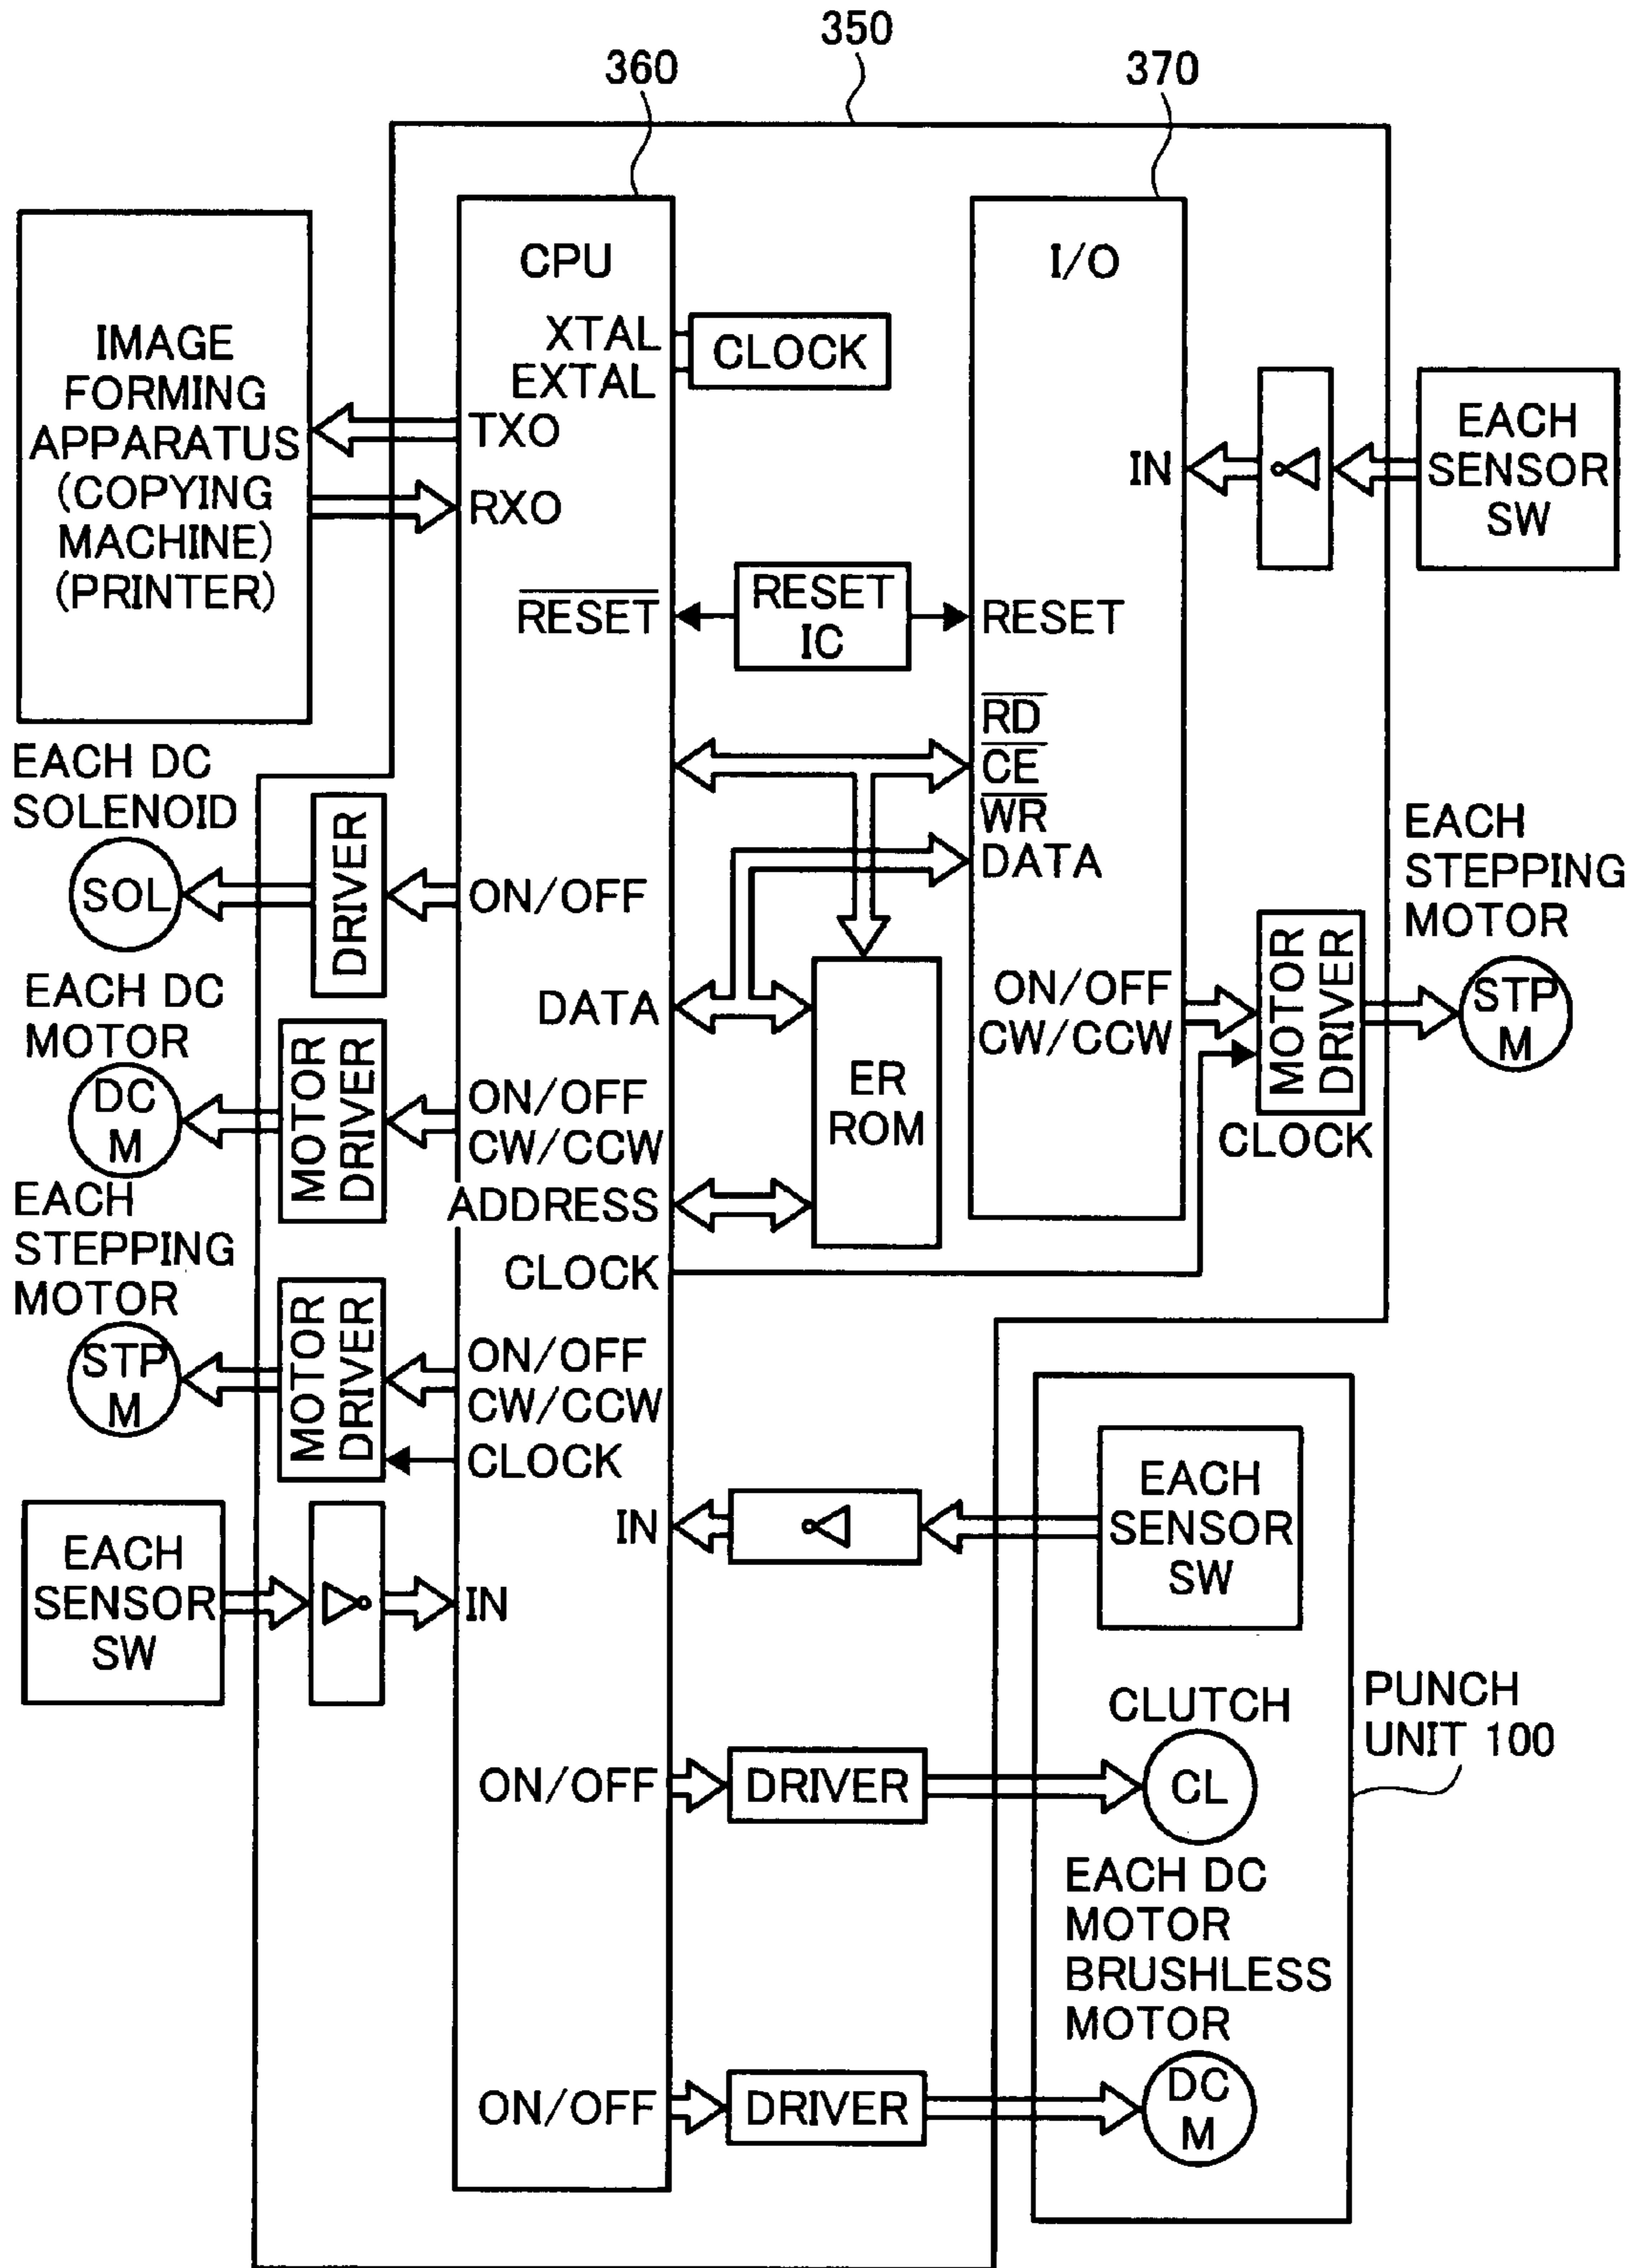 350
360
370
CPU
I/O
IMAGE
FORMING
APPARATUS
(COPYING
MACHINE)
(PRINTER)
XTAL
EXTAL
CLOCK
TXO
RXO
IN
EACH
SENSOR
SW
RESET
RESET
IC
RESET
RD
CE
WR
DATA
EACH DC
SOLENOID
SOL
DRIVER
ON/OFF
EACH
STEPPING
MOTOR
EACH DC
MOTOR
DC
M
MOTOR
DRIVER
DATA
ON/OFF
CW/CCW
ADDRESS
CLOCK
ER
ROM
ON/OFF
CW/CCW
MOTOR
DRIVER
CLOCK
STP
M
EACH
STEPPING
MOTOR
STP
M
MOTOR
DRIVER
ON/OFF
CW/CCW
CLOCK
IN
EACH
SENSOR
SW
EACH
SENSOR
SW
IN
CLUTCH
CL
PUNCH
UNIT 100
ON/OFF
DRIVER
EACH DC
MOTOR
BRUSHLESS
MOTOR
DC
M
ON/OFF
DRIVER